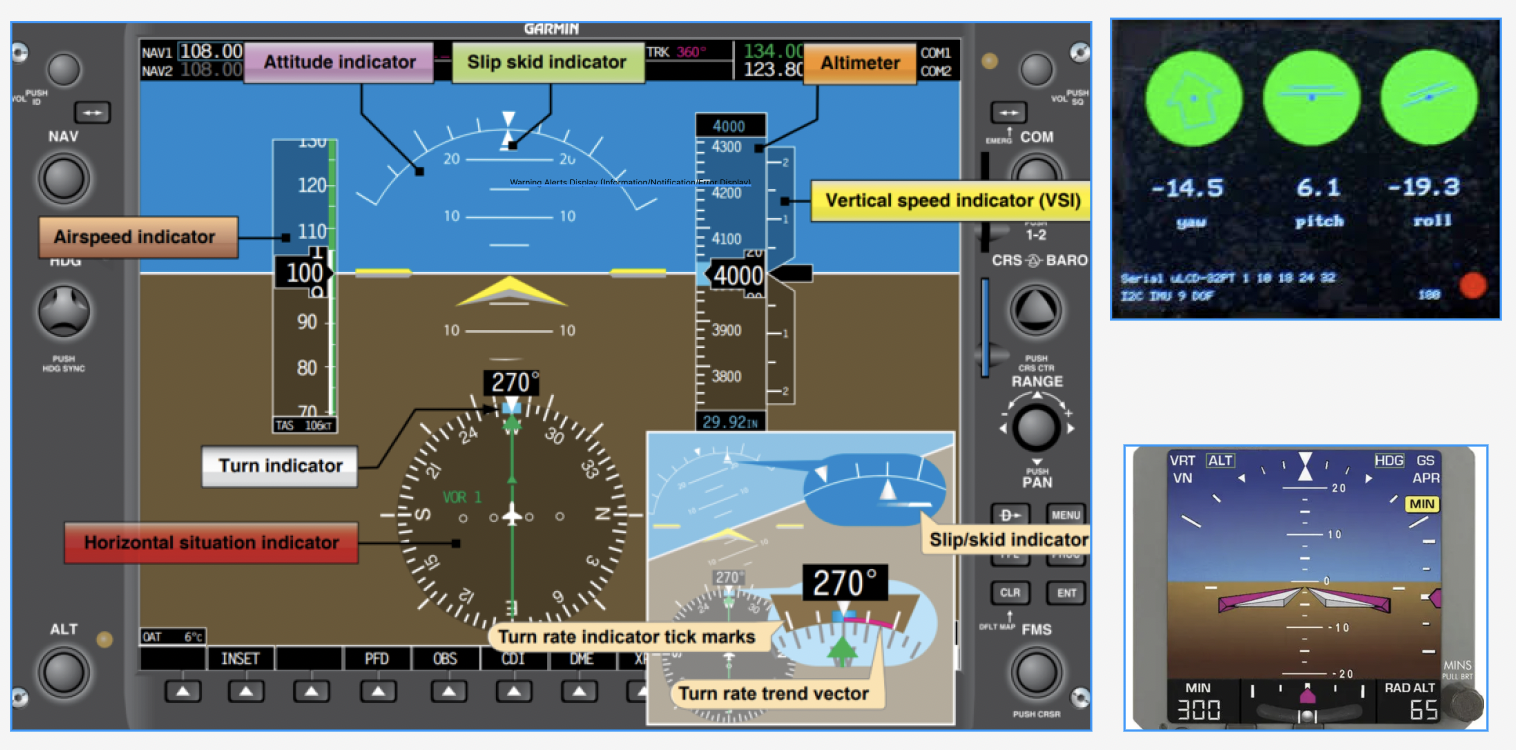 GARMIN
NAV1 108.00
NAV2 108.00
TRK 360°
134.00 COM1
123.80 COM2
Attitude indicator
Slip skid indicator
Altimeter
VOL PUSH ID
VOL PUSH SQ
NAV
EMERG COM
130
120
110
100
90
80
70
TAS 106KT
20 20
10 10
10 10
Warning Alerts Display (Information/Notification/Error Display)
4000
4300
4200
4100
20
4000
00
3900
3800
29.92IN
2
1
1
2
Airspeed indicator
Vertical speed indicator (VSI)
HDG
PUSH
HDG SYNC
PUSH
1-2
CRS BARO
PUSH
CRS CTR
RANGE
- +
PUSH
PAN
270°
24 W 30
21 33
S N
15 3
12 E 6
VOR 1
Turn indicator
Horizontal situation indicator
ALT
OAT 6°C
INSET PFD OBS CDI DME
D MENU
CLR ENT
DFLT MAP FMS
PUSH CRSR
270°
24 30
20
10
10
270°
Slip/skid indicator
Turn rate indicator tick marks
Turn rate trend vector
-14.5 6.1 -19.3
yaw pitch roll
Serial uLCD-32PT 1 10 18 24 32
I2C IMU 9 DOF 100
VRT ALT HDG GS
VN APR
MIN
20
10
0
-10
-20
MIN RAD ALT
300 65
MINS
PULL BRT